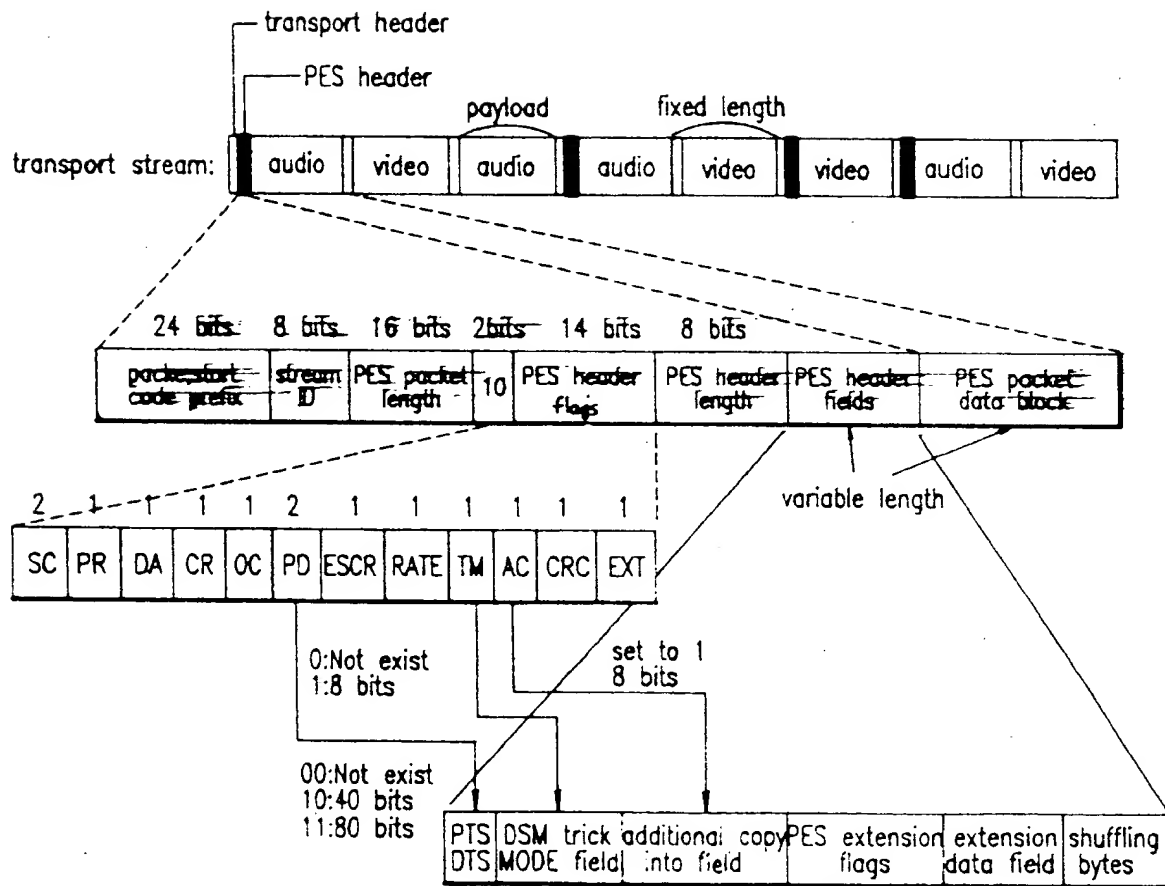 transport header
PES header
payload
fixed length
transport stream:
audio video audio audio video video audio video
24 bits 8 bits 16 bits 2bits 14 bits 8 bits
packe,start code prefix
stream ID
PES packet length
10
PES header flags
PES header length
PES header fields
PES packet data block
variable length
2 1 1 1 1 2 1 1 1 1 1 1
SC PR DA CR OC PD ESCR RATE TM AC CRC EXT
0:Not exist
1:8 bits
set to 1
8 bits
00:Not exist
10:40 bits
11:80 bits
PTS DTS
DSM trick MODE field
additional copy into field
PES extension flags
extension data field
shuffling bytes